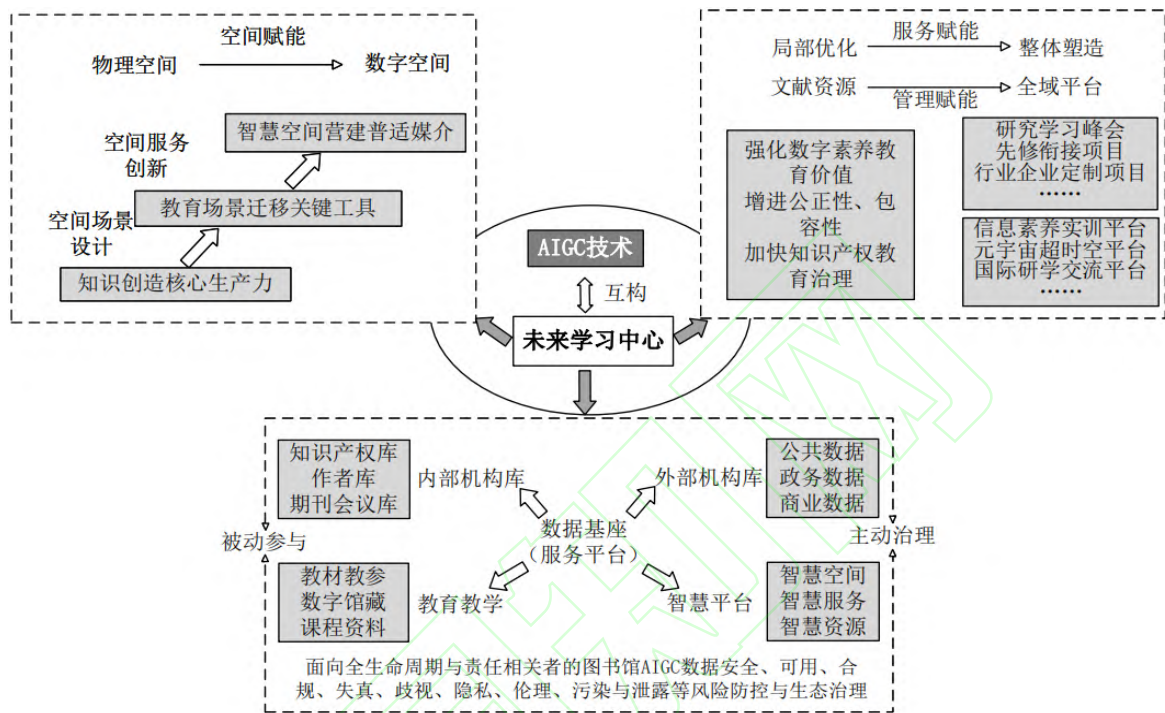 空间赋能
物理空间
数字空间
智慧空间营建普适媒介
空间服务
创新
教育场景迁移关键工具
空间场景
设计
知识创造核心生产力
局部优化
服务赋能
整体塑造
文献资源
管理赋能
全域平台
强化数字素养教
育价值
增进公正性、包
容性
加快知识产权教
育治理
研究学习峰会
先修衔接项目
行业企业定制项目
……
信息素养实训平台
元宇宙超时空平台
国际研学交流平台
……
AIGC技术
互构
未来学习中心
知识产权库
作者库
期刊会议库
内部机构库
外部机构库
公共数据
政务数据
商业数据
被动参与
数据基座
（服务平台）
主动治理
教材教参
数字馆藏
课程资料
教育教学
智慧平台
智慧空间
智慧服务
智慧资源
面向全生命周期与责任相关者的图书馆AIGC数据安全、可用、合
规、失真、歧视、隐私、伦理、污染与泄露等风险防控与生态治理